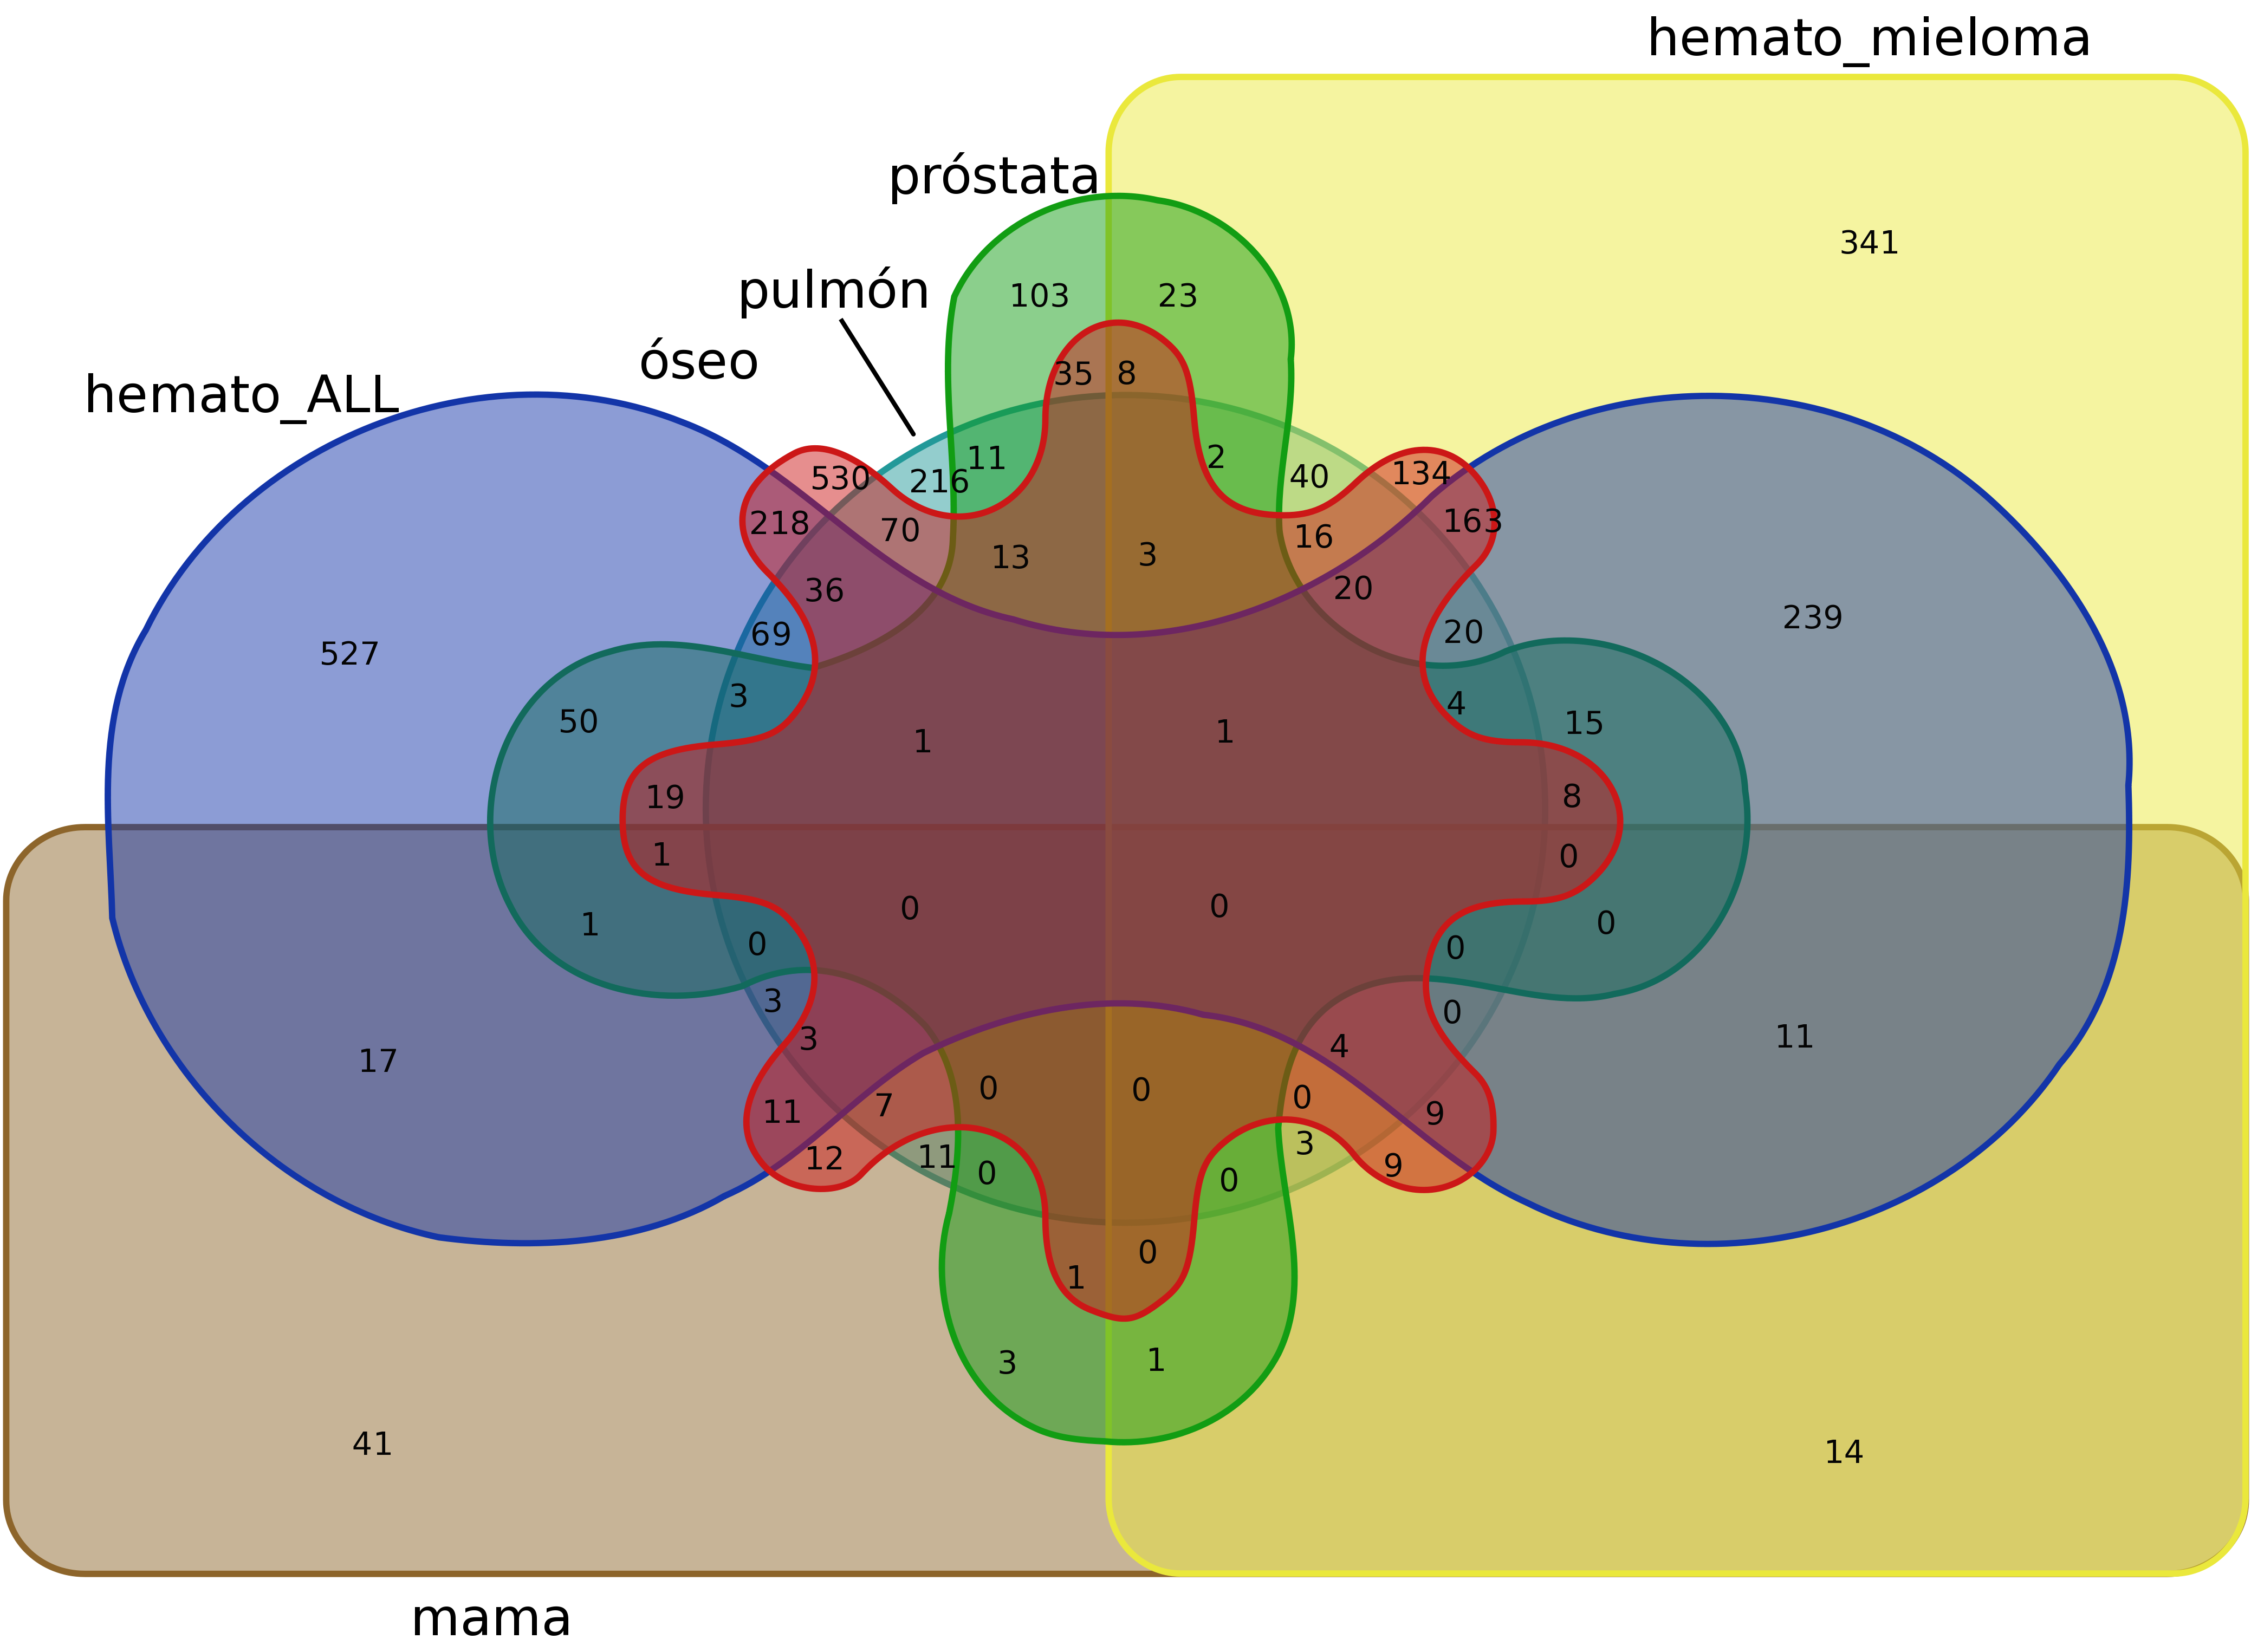 hemato_mieloma
próstata
341
pulmón
103 23
óseo
35 8
hemato_ALL
530 216 11 2 40 134
218 70 13 3 16 163
36 20
527 69 20 239
50 3 4 15
1 1
19 8
1 0
0 0
1 0 0 0
3 3 0
17 4 11
11 7 0 0 0 9
12 11 0 0 3 9
1 0
3 1
41 14
mama